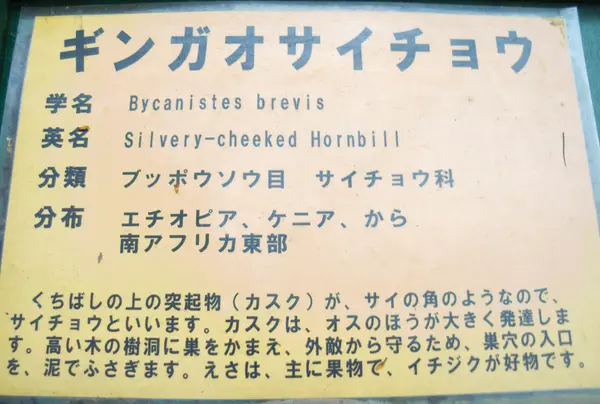 ギンガオサイチョウ
学名 Bycanistes brevis
英名 Silvery-cheeked Hornbill
分類 ブッポウソウ目 サイチョウ科
分布 エチオピア、ケニア、から
南アフリカ東部
くちばしの上の突起物(カスク)が、サイの角のようなので、
サイチョウといいます。カスクは、オスのほうが大きく発達しま
す。高い木の樹洞に巣をかまえ、外敵から守るため、巣穴の入口
を、泥でふさぎます。えさは、主に果物で、イチジクが好物です。